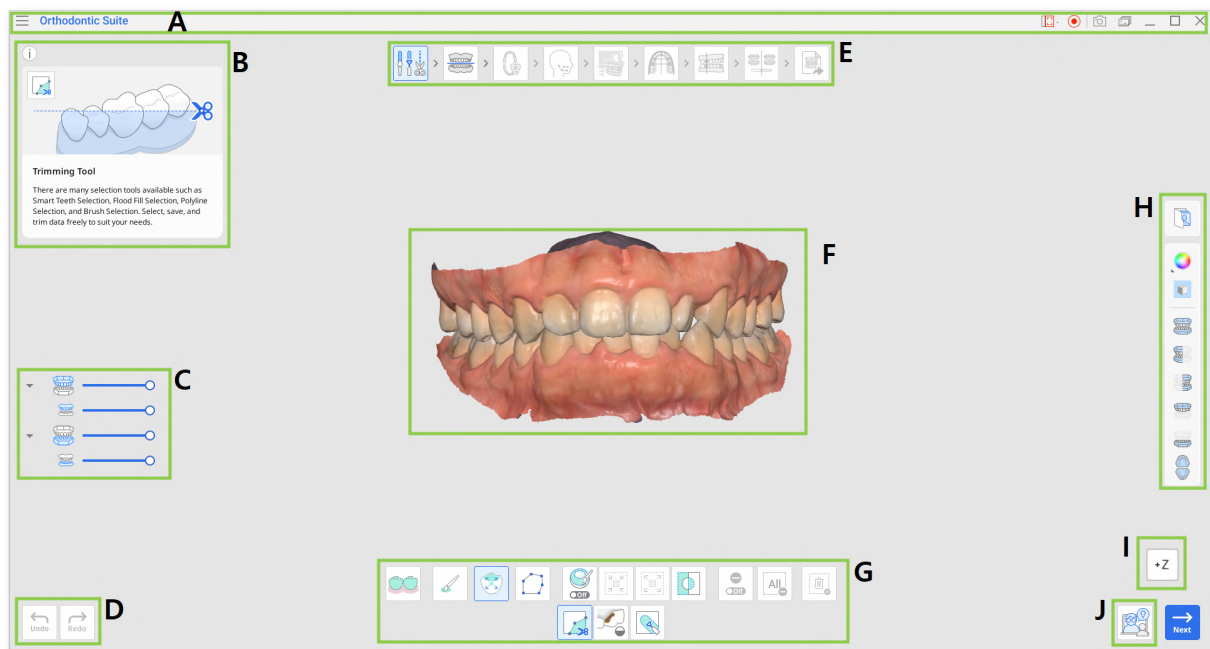 Orthodontic Suite
A
B
Trimming Tool
There are many selection tools available such as
Smart Teeth Selection, Flood Fill Selection, Polyline
Selection, and Brush Selection. Select, save, and
trim data freely to suit your needs.
E
H
F
C
I
+Z
G
Off
Off
All
D
Undo
Redo
J
Next